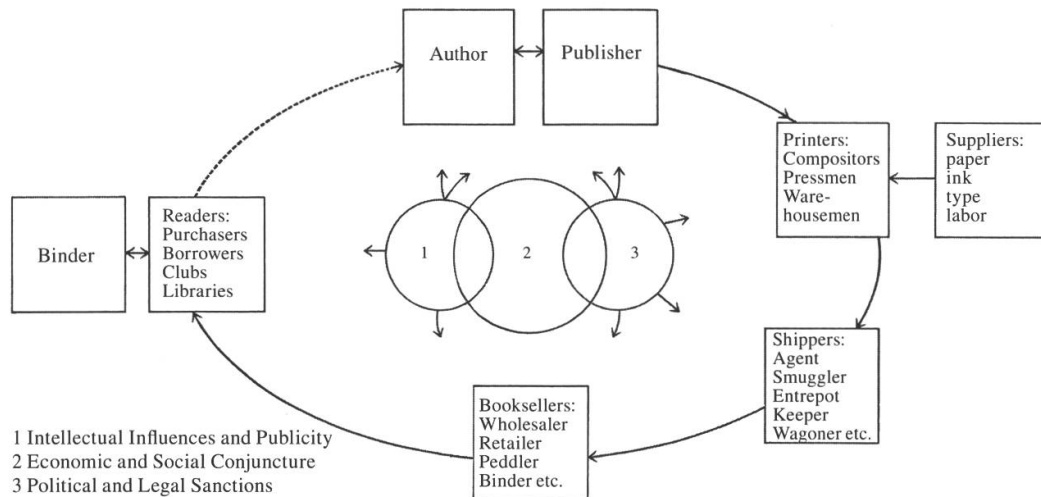 Author
Publisher
Printers:
Compositors
Pressmen
Ware-
housemen
Suppliers:
paper
ink
type
labor
Binder
Readers:
Purchasers
Borrowers
Clubs
Libraries
1
2
3
Shippers:
Agent
Smuggler
Entrepot
Keeper
Wagoner etc.
Booksellers:
Wholesaler
Retailer
Peddler
Binder etc.
1 Intellectual Influences and Publicity
2 Economic and Social Conjuncture
3 Political and Legal Sanctions